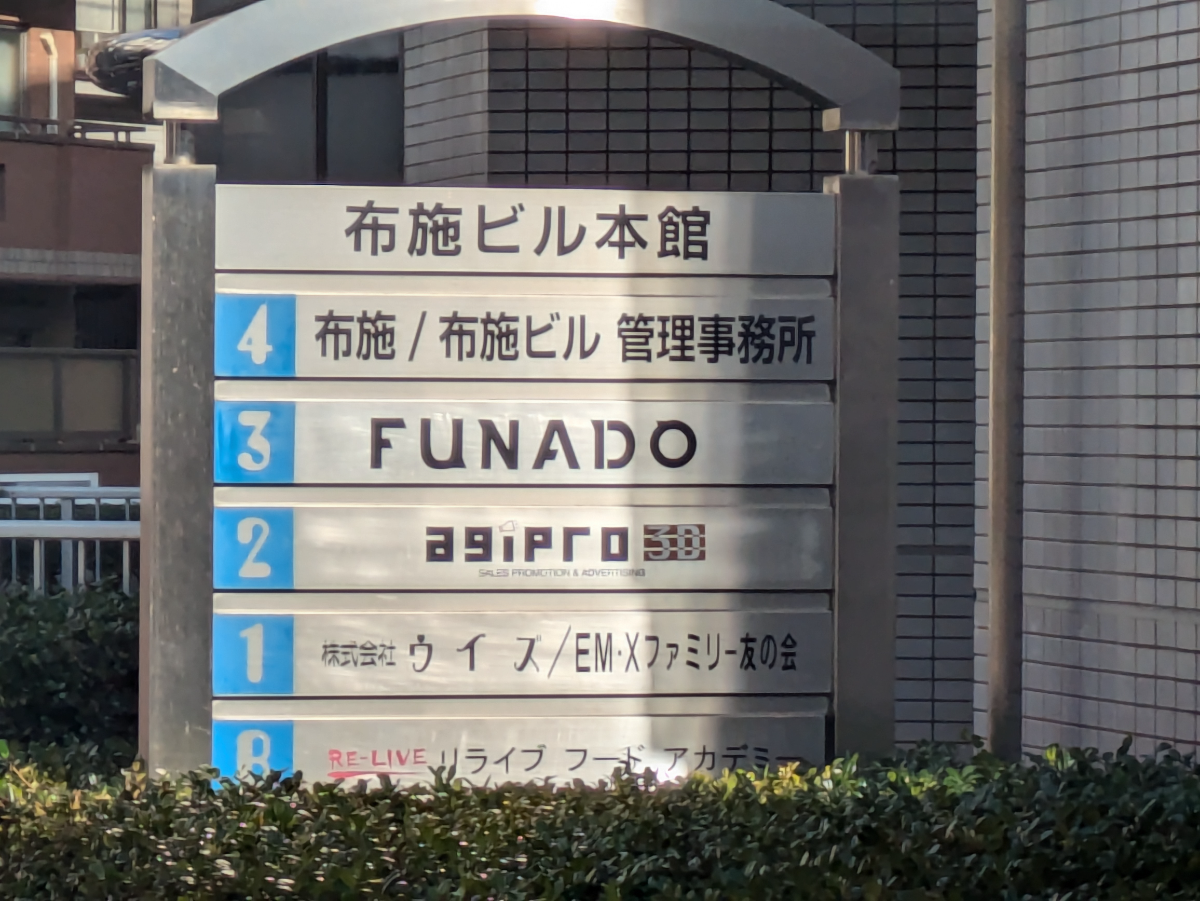 布施ビル本館
4 布施 / 布施ビル 管理事務所
3 FUNADO
2 agipro 3D
SALES PROMOTION & ADVERTISING
1 株式会社 ウイズ/EM・Xファミリー友の会
B RE-LIVE リライブ フード アカデミー